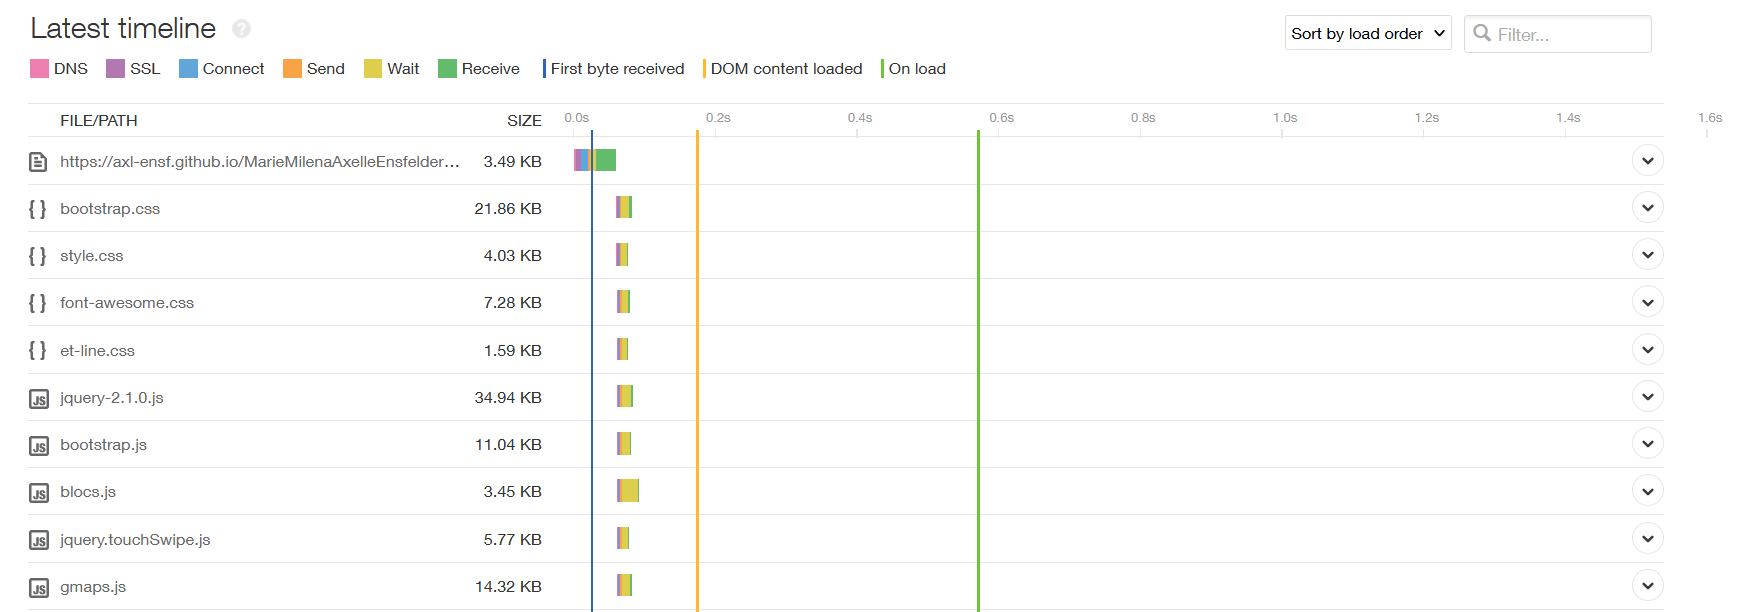 Latest timeline ?
Sort by load order
Filter...
DNS SSL Connect Send Wait Receive First byte received DOM content loaded On load
FILE/PATH SIZE 0.0s 0.2s 0.4s 0.6s 0.8s 1.0s 1.2s 1.4s 1.6s
https://axl-ensf.github.io/MarieMilenaAxelleEnsfelder... 3.49 KB
{ } bootstrap.css 21.86 KB
{ } style.css 4.03 KB
{ } font-awesome.css 7.28 KB
{ } et-line.css 1.59 KB
JS jquery-2.1.0.js 34.94 KB
JS bootstrap.js 11.04 KB
JS blocs.js 3.45 KB
JS jquery.touchSwipe.js 5.77 KB
JS gmaps.js 14.32 KB